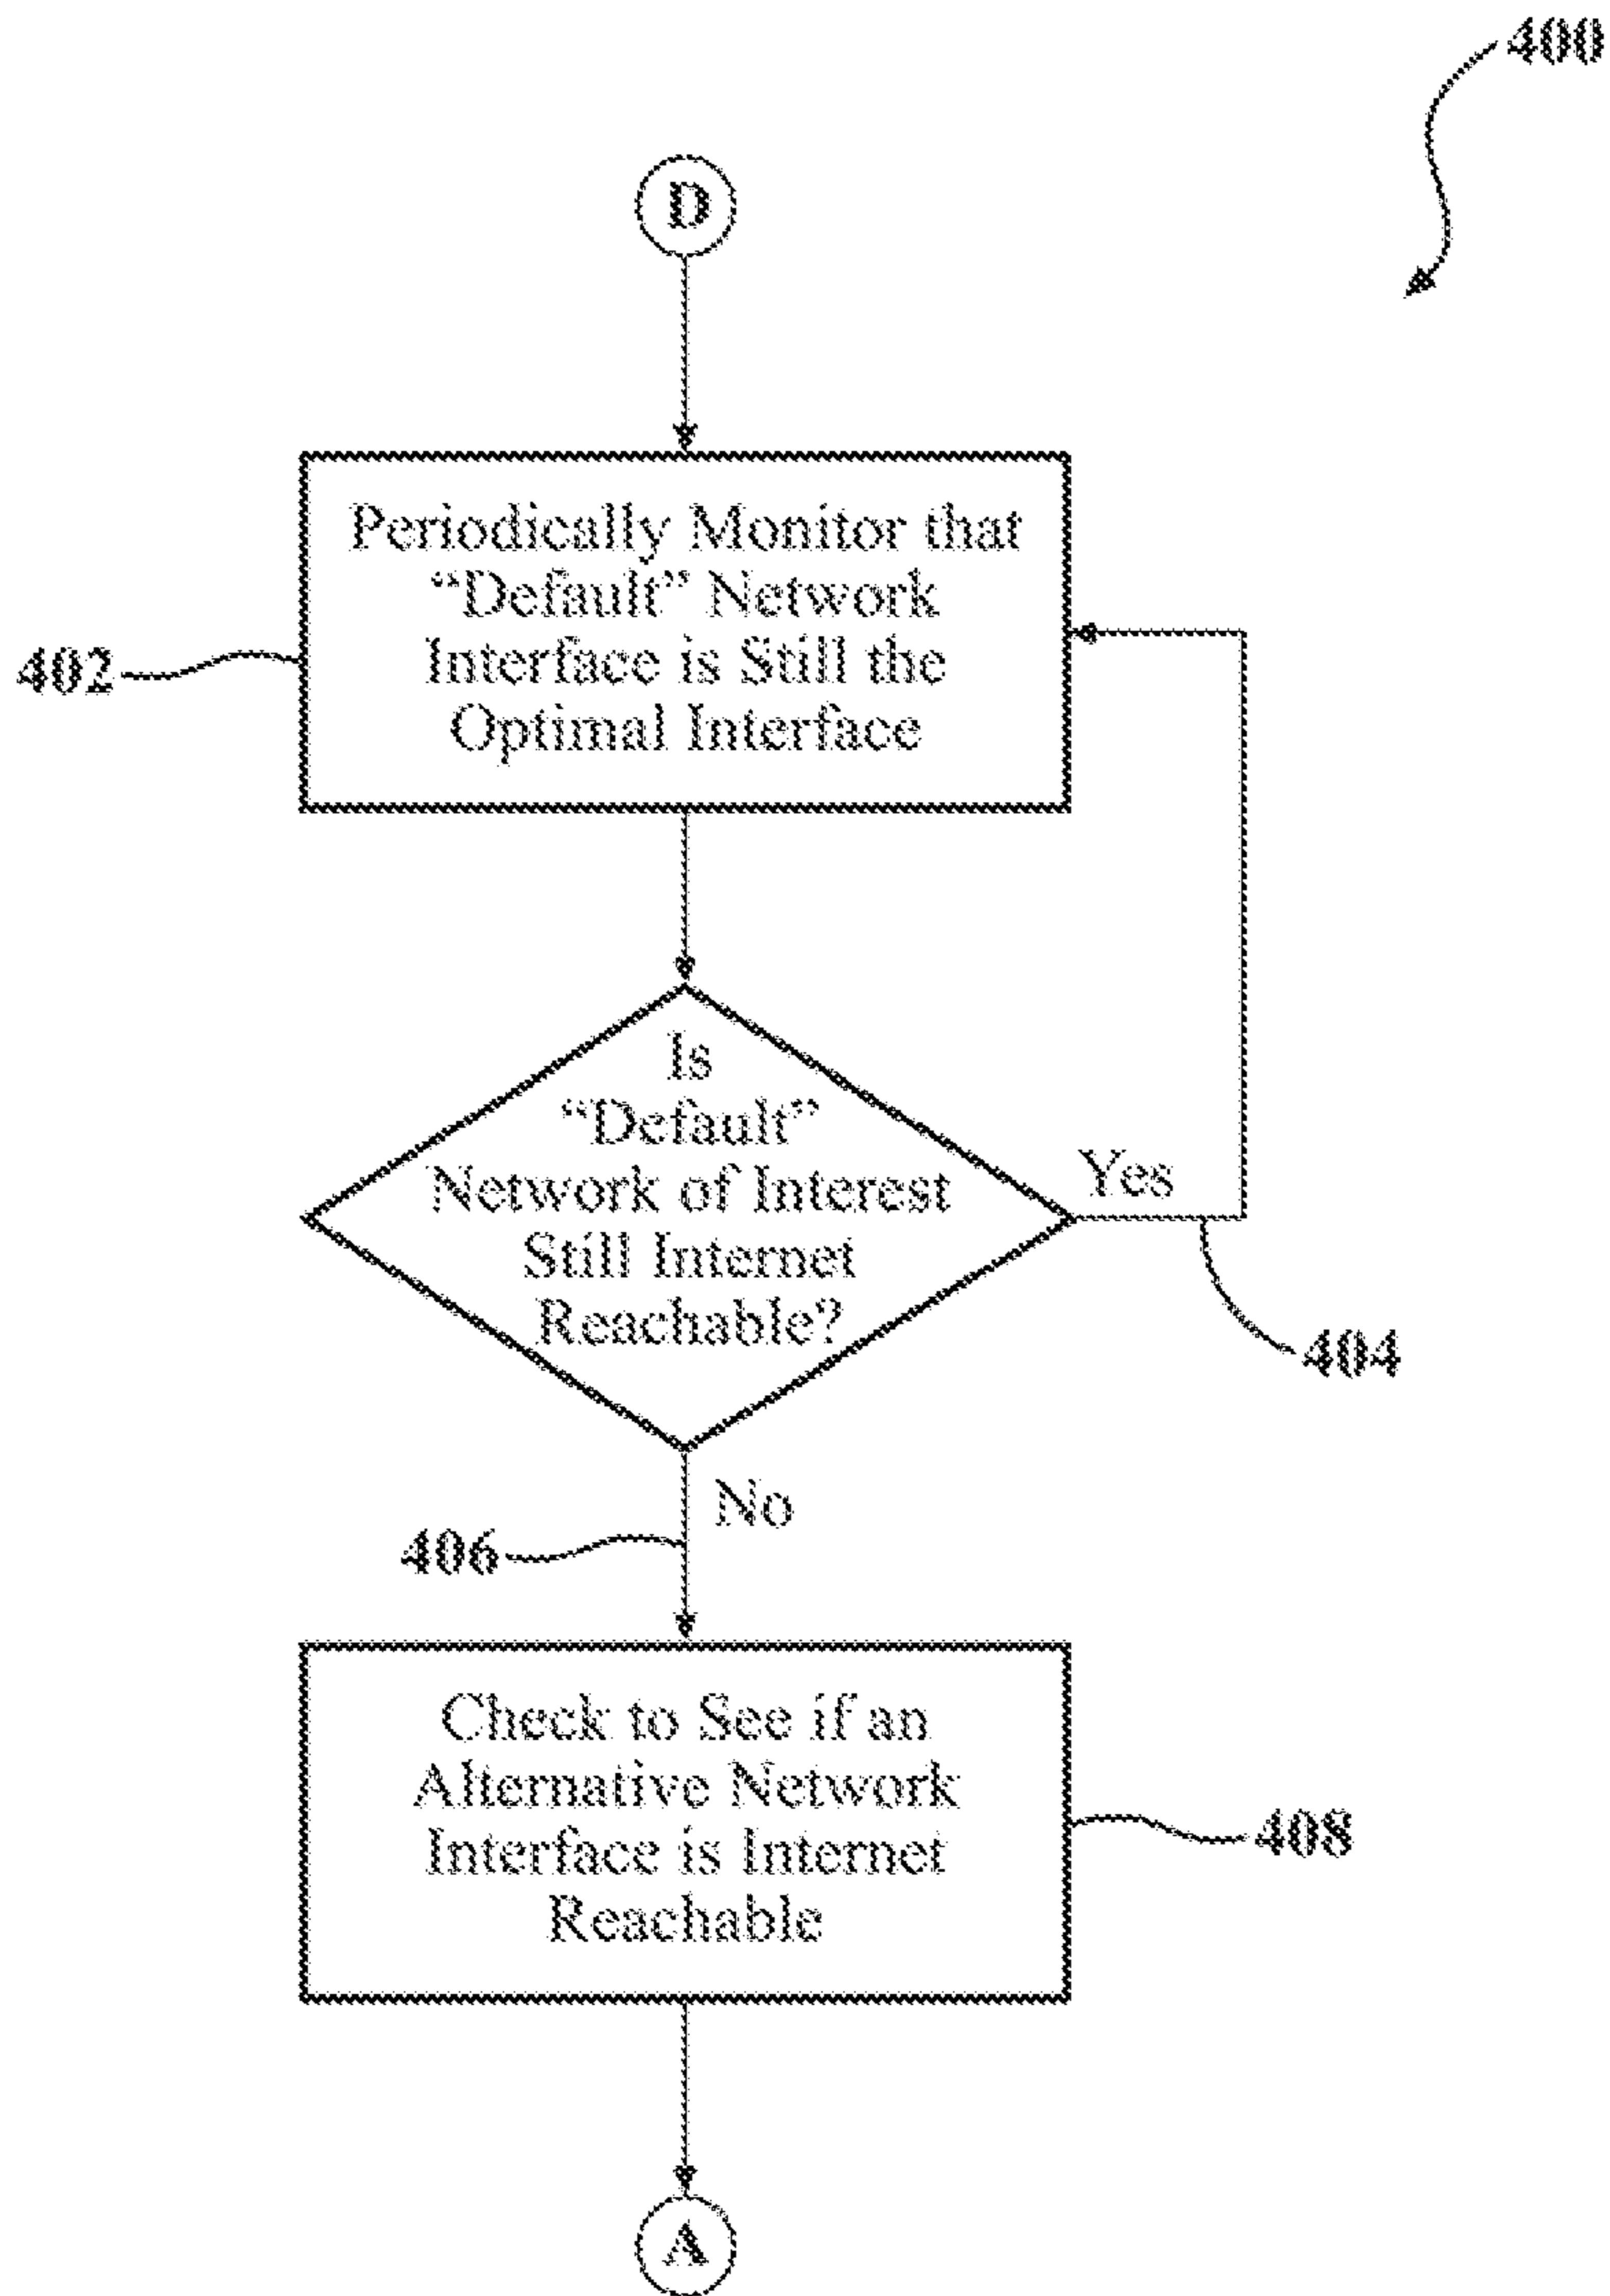 400
D
Periodically Monitor that
“Default” Network
Interface is Still the
Optimal Interface
402
Is
“Default”
Network of Interest
Still Internet
Reachable?
Yes
404
No
406
Check to See if an
Alternative Network
Interface is Internet
Reachable
408
A